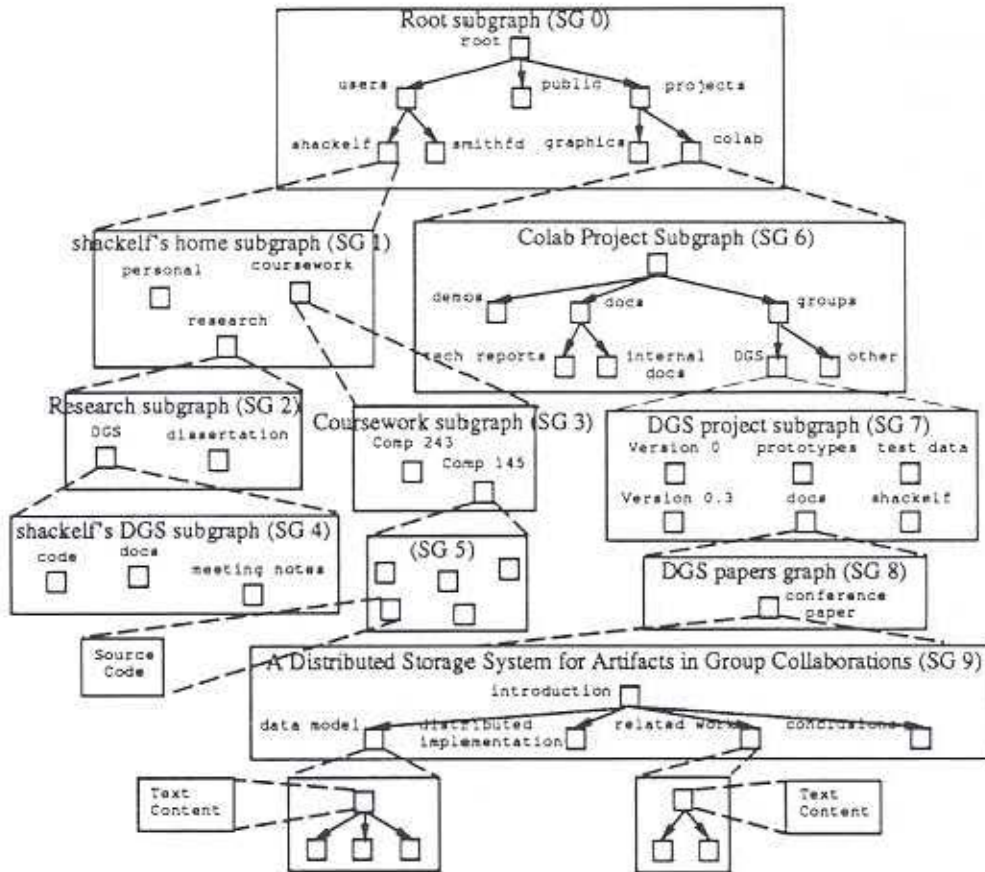 Root subgraph (SG 0)
root
users
public
projects
shackelf
smithfd
graphics
colab
shackelf's home subgraph (SG 1)
personal
coursework
research
Colab Project Subgraph (SG 6)
demos
docs
groups
tech reports
internal
docs
DGS
other
Research subgraph (SG 2)
DGS
dissertation
Coursework subgraph (SG 3)
Comp 243
Comp 145
DGS project subgraph (SG 7)
Version 0
prototypes
test data
Version 0.3
docs
shackelf
shackelf's DGS subgraph (SG 4)
code
docs
meeting notes
(SG 5)
DGS papers graph (SG 8)
conference
paper
Source
Code
A Distributed Storage System for Artifacts in Group Collaborations (SG 9)
introduction
data model
distributed
implementation
related work
conclusions
Text
Content
Text
Content